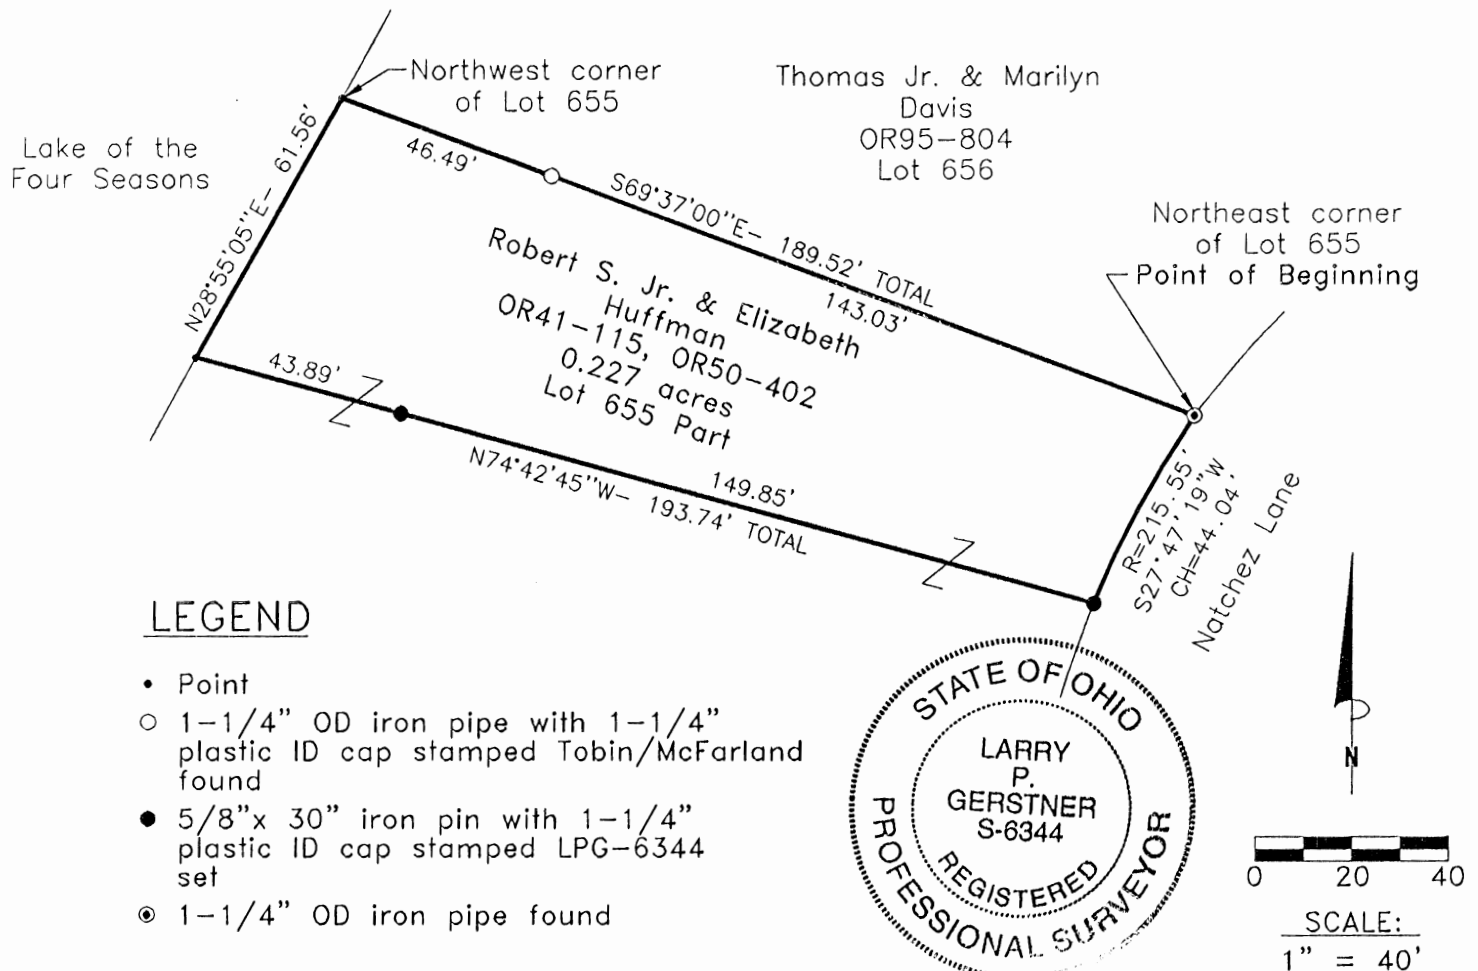 Northwest corner
of Lot 655
Thomas Jr. & Marilyn
Davis
OR95-804
Lot 656
Lake of the
Four Seasons
N28°55'05"E- 61.56'
46.49'
S69°37'00"E- 189.52' TOTAL
143.03'
Northeast corner
of Lot 655
Point of Beginning
Robert S. Jr. & Elizabeth
Huffman
OR41-115, OR50-402
0.227 acres
Lot 655 Part
43.89'
N74°42'45"W- 193.74' TOTAL
149.85'
R=215.55'
S27°47'19"W
CH=44.04'
Natchez Lane
LEGEND
Point
1-1/4" OD iron pipe with 1-1/4"
plastic ID cap stamped Tobin/McFarland
found
5/8"x 30" iron pin with 1-1/4"
plastic ID cap stamped LPG-6344
set
1-1/4" OD iron pipe found
STATE OF OHIO
LARRY
P.
GERSTNER
S-6344
REGISTERED
PROFESSIONAL SURVEYOR
N
0 20 40
SCALE:
1" = 40'